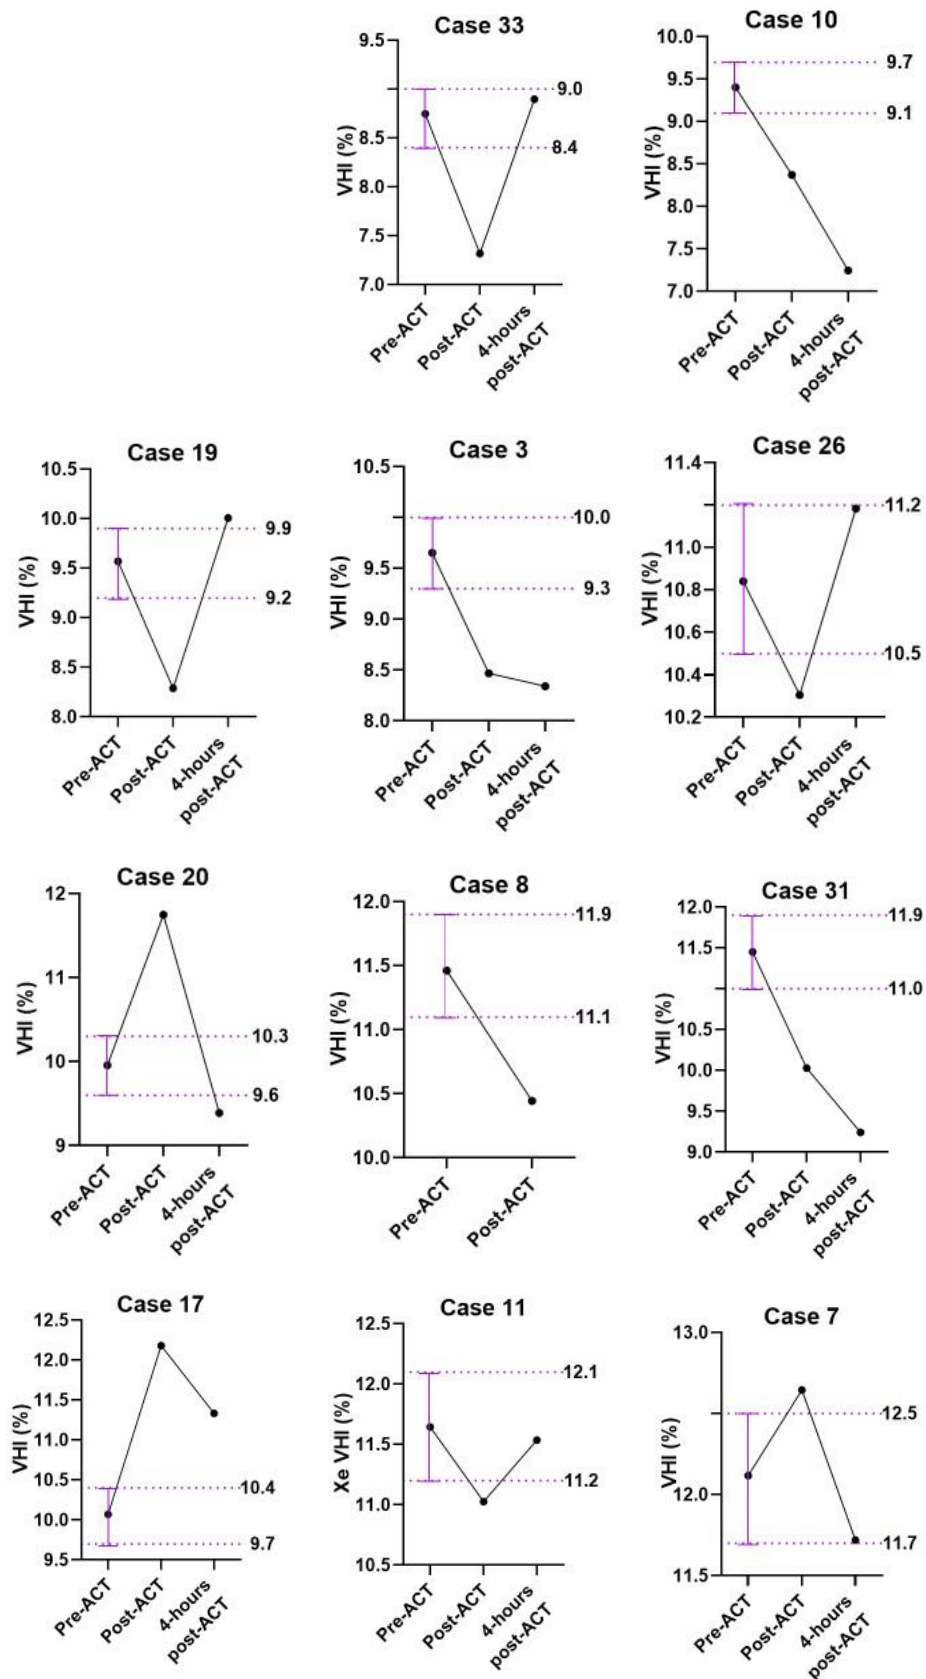 Case 33
9.5
9.0
8.5
8.4
8.0
7.5
7.0
VHI (%)
Pre-ACT
Post-ACT
4-hours
post-ACT
Case 10
10.0
9.7
9.5
9.1
9.0
8.5
8.0
7.5
7.0
VHI (%)
Pre-ACT
Post-ACT
4-hours
post-ACT
Case 19
10.5
10.0
9.9
9.5
9.2
9.0
8.5
8.0
VHI (%)
Pre-ACT
Post-ACT
4-hours
post-ACT
Case 3
10.5
10.0
9.5
9.3
9.0
8.5
8.0
VHI (%)
Pre-ACT
Post-ACT
4-hours
post-ACT
Case 26
11.4
11.2
11.0
10.8
10.6
10.5
10.4
10.2
VHI (%)
Pre-ACT
Post-ACT
4-hours
post-ACT
Case 20
12
11
10.3
10
9.6
9
VHI (%)
Pre-ACT
Post-ACT
4-hours
post-ACT
Case 8
12.0
11.9
11.5
11.1
11.0
10.5
10.0
VHI (%)
Pre-ACT
Post-ACT
Case 31
12.0
11.9
11.5
11.0
10.5
10.0
9.5
9.0
VHI (%)
Pre-ACT
Post-ACT
4-hours
post-ACT
Case 17
12.5
12.0
11.5
11.0
10.5
10.4
10.0
9.7
9.5
VHI (%)
Pre-ACT
Post-ACT
4-hours
post-ACT
Case 11
12.5
12.1
12.0
11.5
11.2
11.0
10.5
Xe VHI (%)
Pre-ACT
Post-ACT
4-hours
post-ACT
Case 7
13.0
12.5
12.0
11.7
11.5
VHI (%)
Pre-ACT
Post-ACT
4-hours
post-ACT